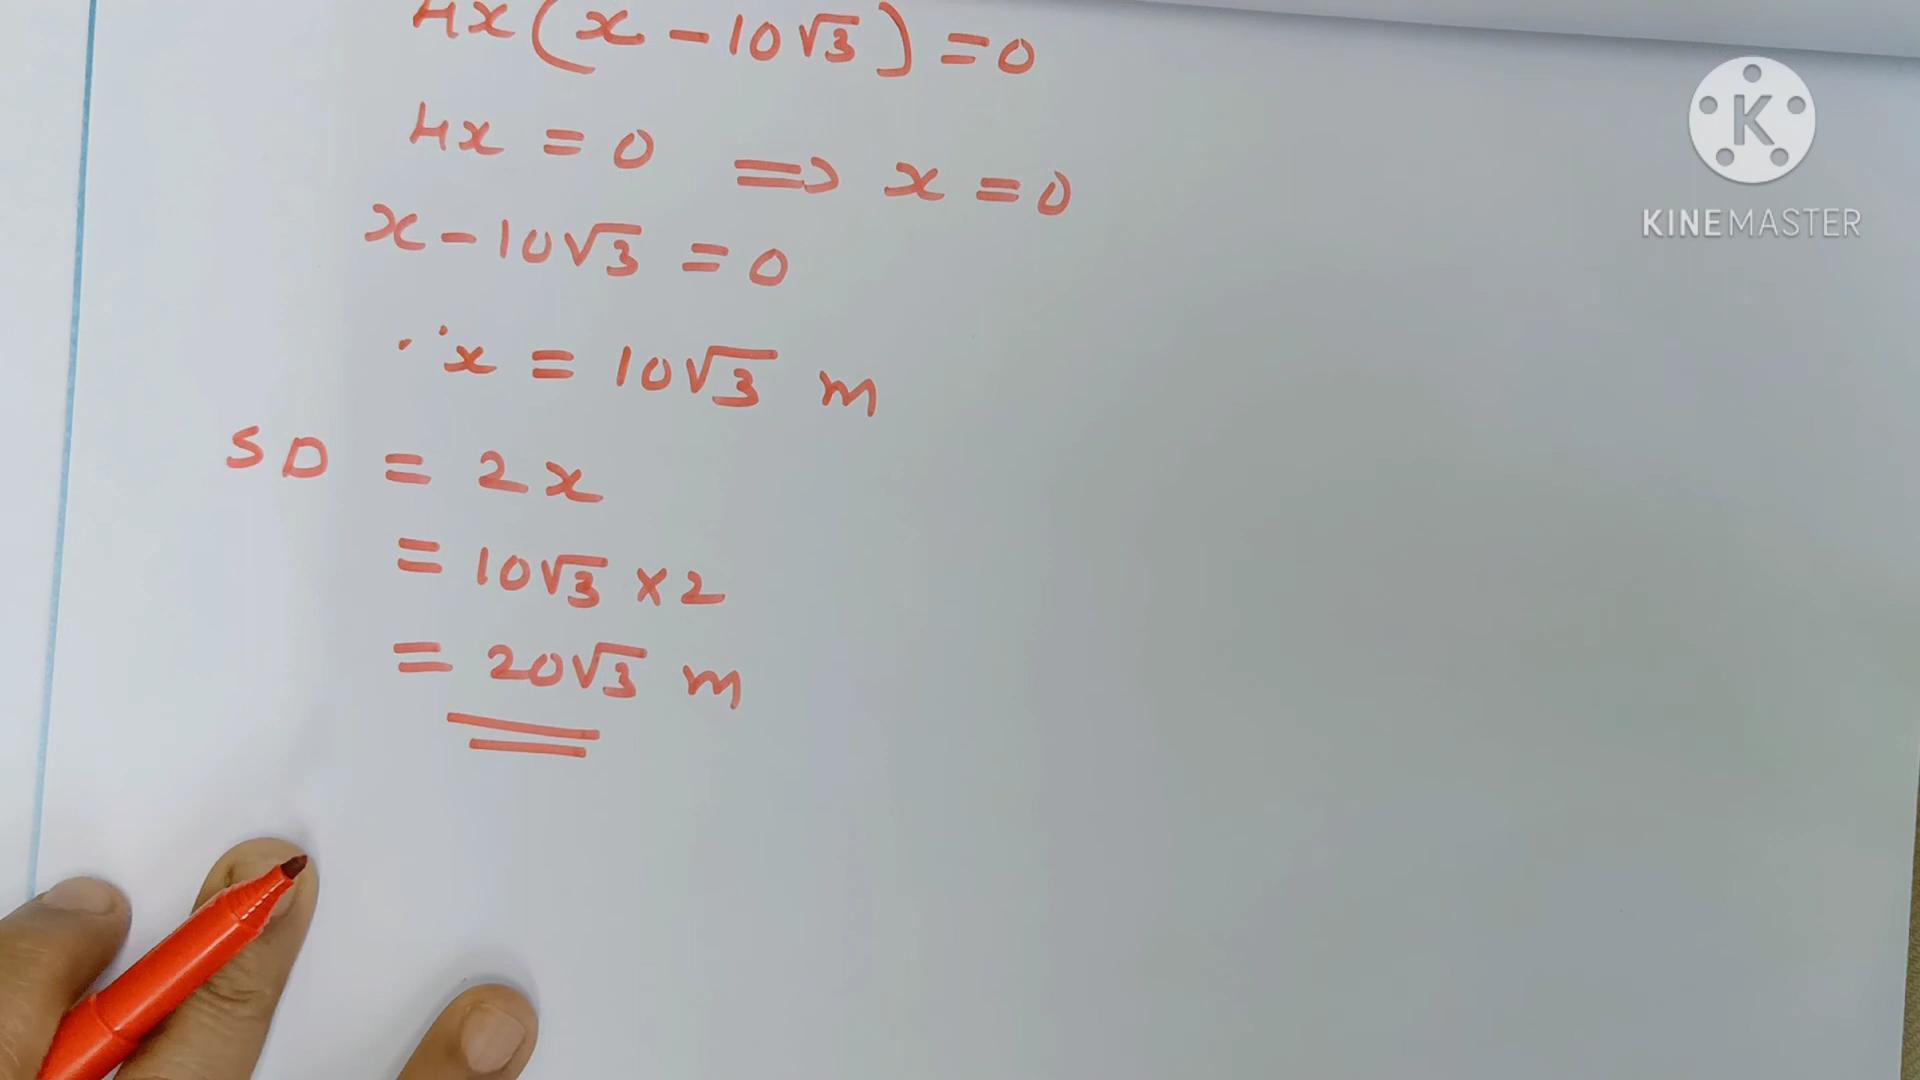 4x(x-10√3)=0
4x = 0 => x = 0
x-10√3 = 0
∴x = 10√3 m
SD = 2x
= 10√3 ×2
= 20√3 m
K
KINEMASTER